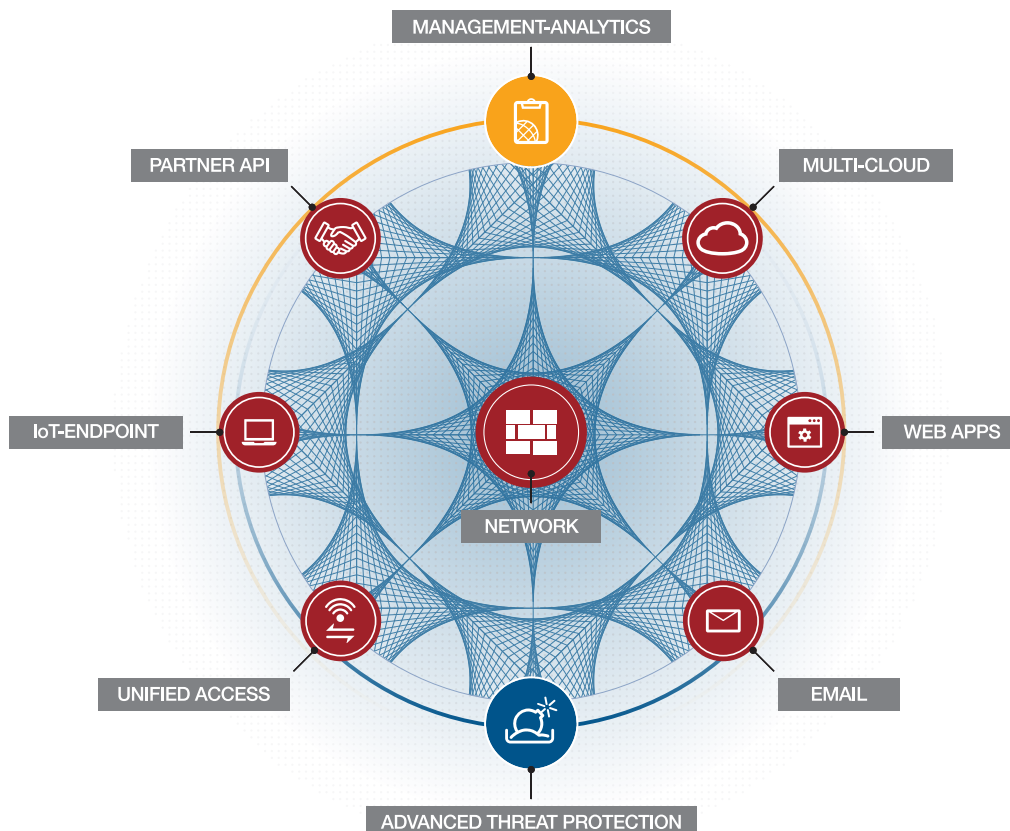 MANAGEMENT-ANALYTICS
PARTNER API
MULTI-CLOUD
IoT-ENDPOINT
WEB APPS
NETWORK
UNIFIED ACCESS
EMAIL
ADVANCED THREAT PROTECTION